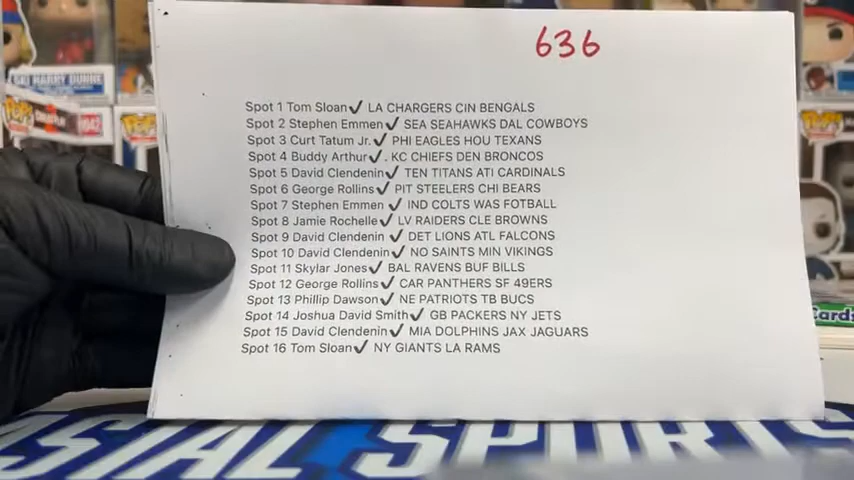 636
Spot 1 Tom Sloan✓ LA CHARGERS CIN BENGALS
Spot 2 Stephen Emmen✓ SEA SEAHAWKS DAL COWBOYS
Spot 3 Curt Tatum Jr.✓ PHI EAGLES HOU TEXANS
Spot 4 Buddy Arthur✓. KC CHIEFS DEN BRONCOS
Spot 5 David Clendenin✓ TEN TITANS ATI CARDINALS
Spot 6 George Rollins✓ PIT STEELERS CHI BEARS
Spot 7 Stephen Emmen✓ IND COLTS WAS FOTBALL
Spot 8 Jamie Rochelle✓ LV RAIDERS CLE BROWNS
Spot 9 David Clendenin ✓ DET LIONS ATL FALCONS
Spot 10 David Clendenin✓ NO SAINTS MIN VIKINGS
Spot 11 Skylar Jones✓ BAL RAVENS BUF BILLS
Spot 12 George Rollins✓ CAR PANTHERS SF 49ERS
Spot 13 Phillip Dawson✓ NE PATRIOTS TB BUCS
Spot 14 Joshua David Smith✓ GB PACKERS NY JETS
Spot 15 David Clendenin✓ MIA DOLPHINS JAX JAGUARS
Spot 16 Tom Sloan✓ NY GIANTS LA RAMS
SKI HARRY DUNNE
POP!
POP!
SPORTS